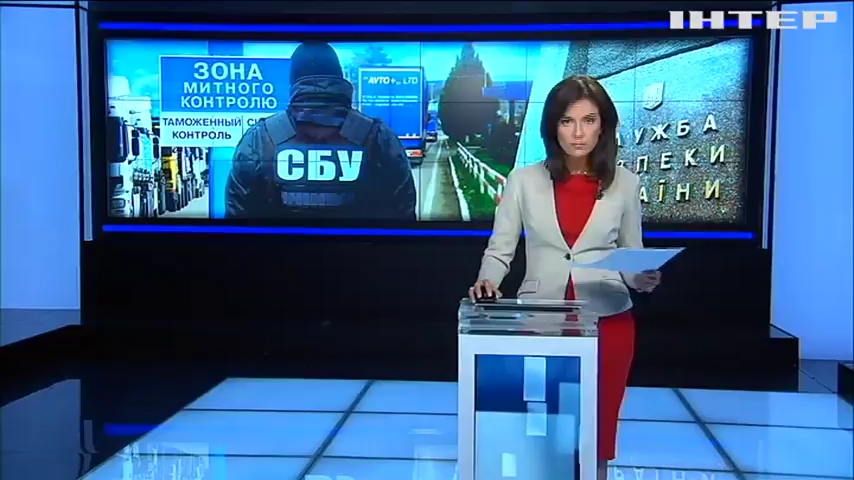 ІНТЕР
ЗОНА
МИТНОГО
КОНТРОЛЮ
ТАМОЖЕННЫЙ
КОНТРОЛЬ
СБУ
AVTO+,, LTD
УЖБА
ПЕКИ
АЇНИ